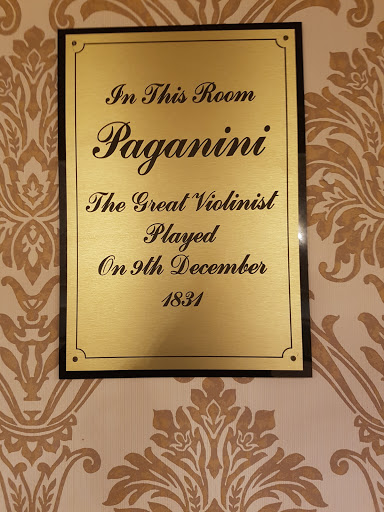 In This Room
Paganini
The Great Violinist
Played
On 9th December
1831